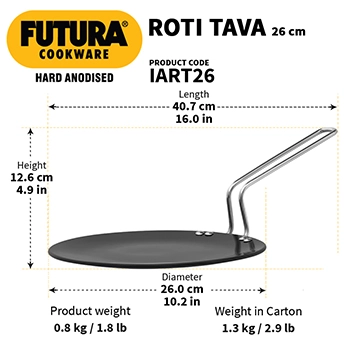 FUTURA®
COOKWARE
HARD ANODISED
ROTI TAVA 26 cm
PRODUCT CODE
IART26
Length
40.7 cm
16.0 in
Height
12.6 cm
4.9 in
Diameter
26.0 cm
10.2 in
Product weight
0.8 kg / 1.8 lb
Weight in Carton
1.3 kg / 2.9 lb